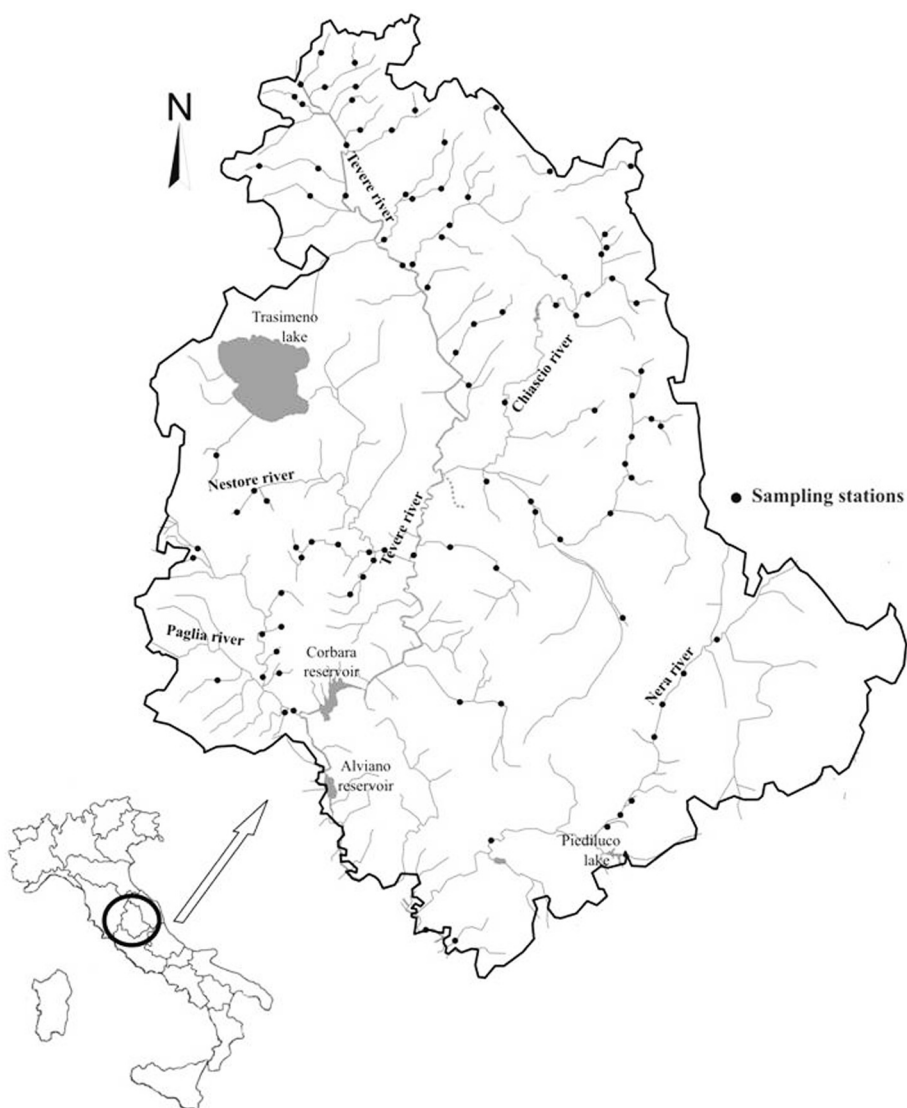 N
Tevere river
Trasimeno
lake
Chiascio river
Nestore river
Sampling stations
Tevere river
Paglia river
Corbara
reservoir
Nera river
Alviano
reservoir
Piediluco
lake